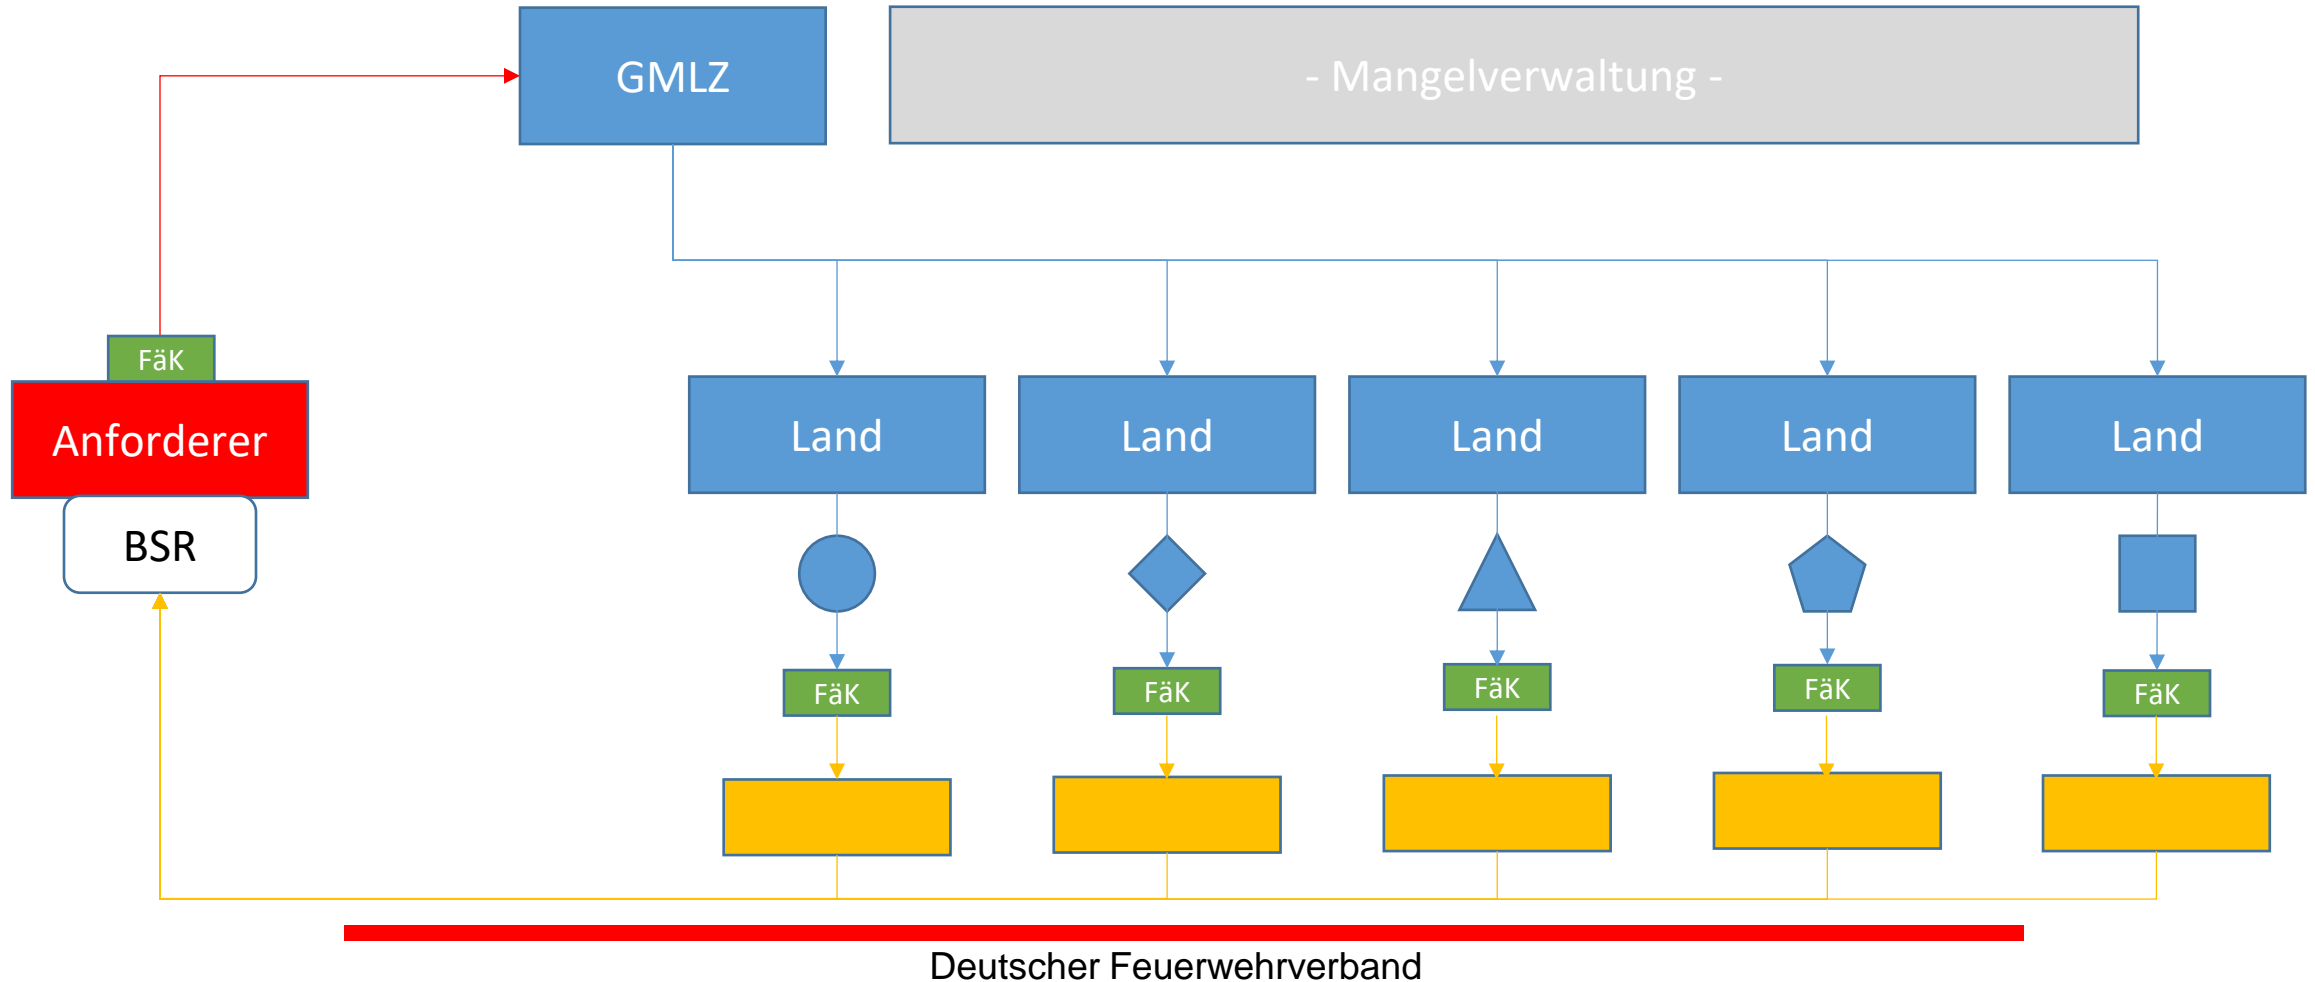 GMLZ
- Mangelverwaltung -
FäK
Anforderer
BSR
Land
Land
Land
Land
Land
FäK
FäK
FäK
FäK
FäK
Deutscher Feuerwehrverband